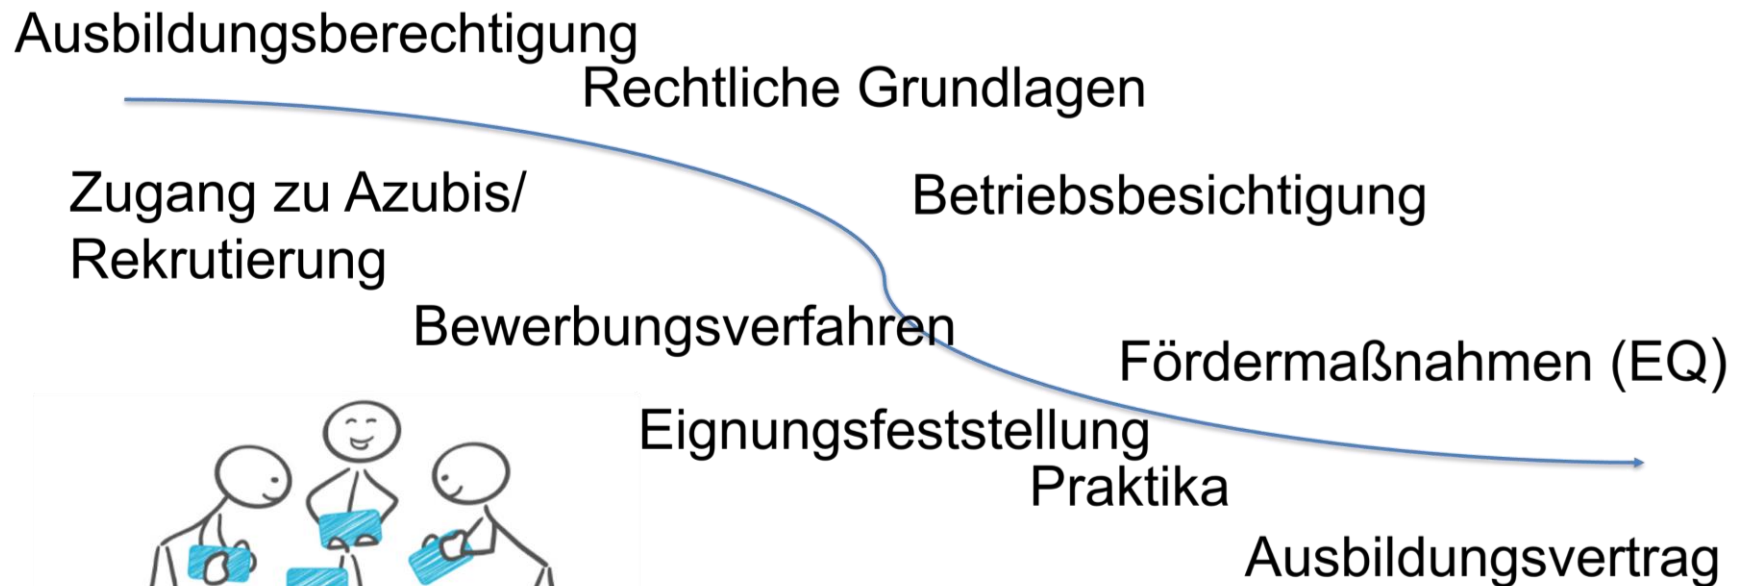 Ausbildungsberechtigung
Rechtliche Grundlagen
Zugang zu Azubis/
Rekrutierung
Betriebsbesichtigung
Bewerbungsverfahren
Fördermaßnahmen (EQ)
Eignungsfeststellung
Praktika
Ausbildungsvertrag